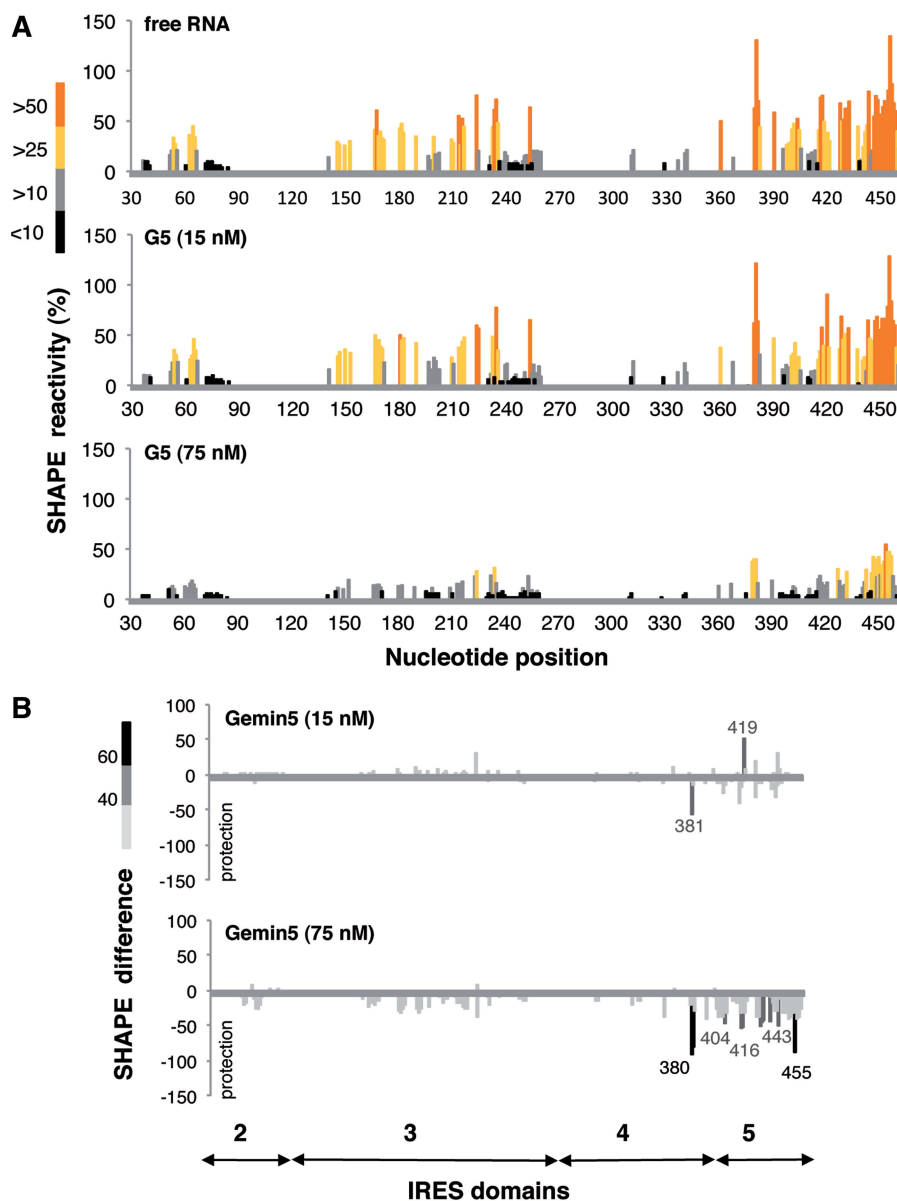 A
free RNA
150
100
50
0
30 60 90 120 150 180 210 240 270 300 330 360 390 420 450
>50
>25
>10
<10
G5 (15 nM)
150
100
50
0
30 60 90 120 150 180 210 240 270 300 330 360 390 420 450
SHAPE reactivity (%)
G5 (75 nM)
150
100
50
0
30 60 90 120 150 180 210 240 270 300 330 360 390 420 450
Nucleotide position
B
60
40
Gemin5 (15 nM)
100
50
0
-50
-100
-150
protection
419
381
SHAPE difference
Gemin5 (75 nM)
100
50
0
-50
-100
-150
protection
404
416
443
380
455
2 3 4 5
IRES domains